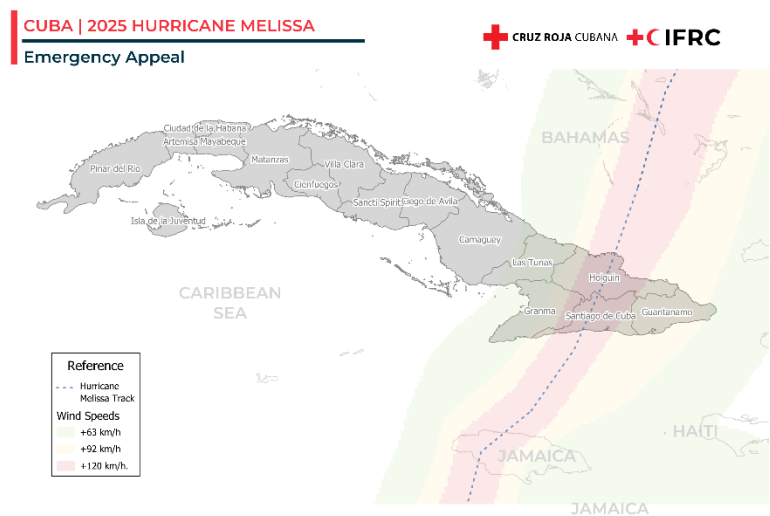 CUBA | 2025 HURRICANE MELISSA
Emergency Appeal
CRUZ ROJA CUBANA
IFRC
BAHAMAS
Ciudad de la Habana
Artemisa Mayabeque
Matanzas
Pinar del Rio
Villa Clara
Cienfuegos
Sancti Spirit
Ciego de Avila
Isla de la Juventud
Camaguey
Las Tunas
Holguin
CARIBBEAN
SEA
Granma
Santiago de Cuba
Guantanamo
Reference
Hurricane
Melissa Track
Wind Speeds
+63 km/h
+92 km/h
+120 km/h.
HAITI
JAMAICA
JAMAICA